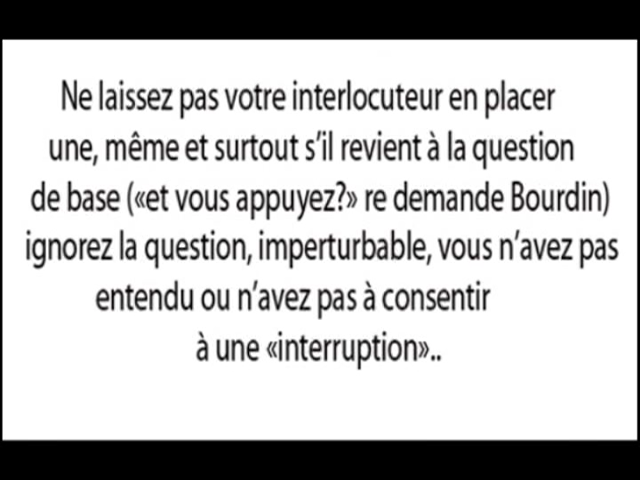 Ne laissez pas votre interlocuteur en placer
une, même et surtout s'il revient à la question
de base («et vous appuyez?» re demande Bourdin)
ignorez la question, imperturbable, vous n'avez pas
entendu ou n'avez pas à consentir
à une «interruption»..